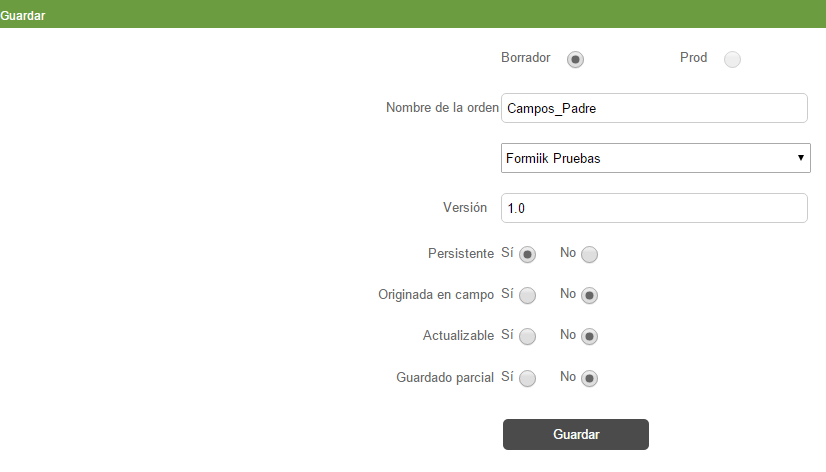 Guardar
Borrador Prod
Nombre de la orden Campos_Padre
Formiik Pruebas
Versión 1.0
Persistente Sí No
Originada en campo Sí No
Actualizable Sí No
Guardado parcial Sí No
Guardar